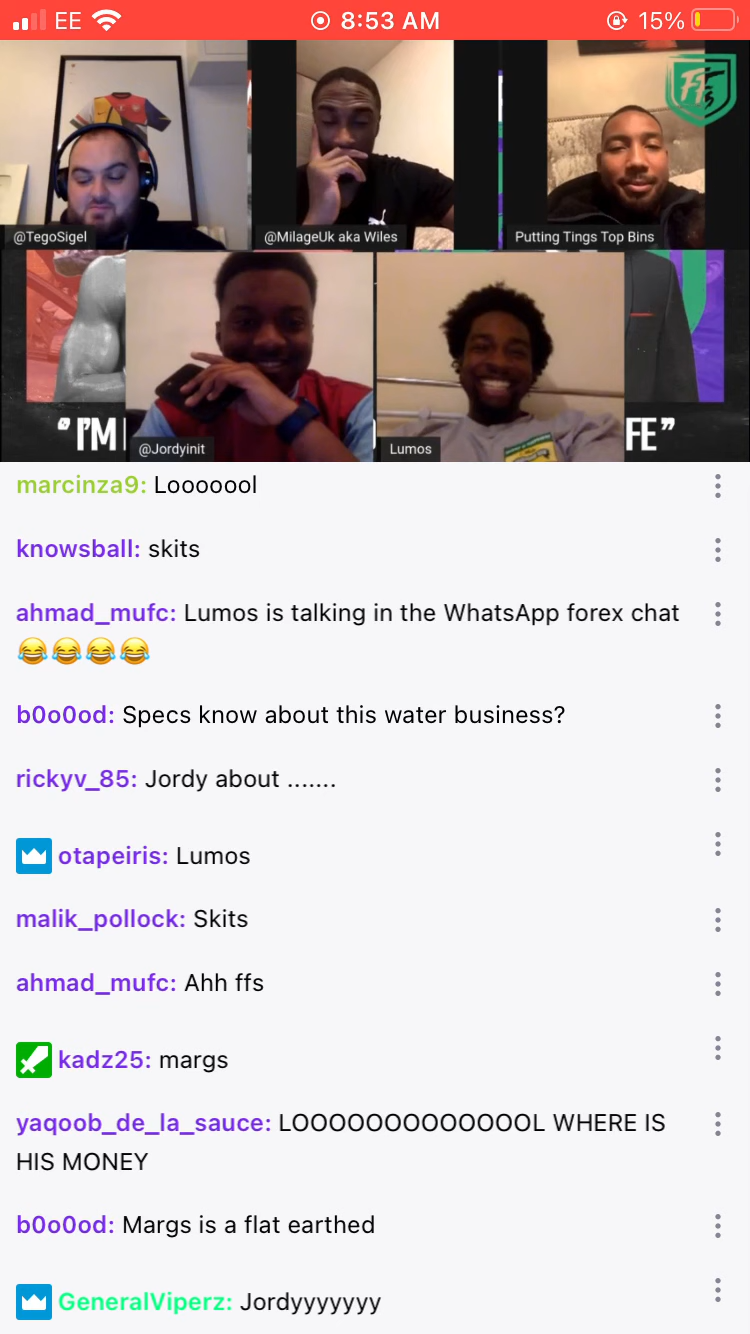 EE 8:53 AM 15%
FFs
@TegoSigel
@MilageUk aka Wiles
Putting Tings Top Bins
"I'M
FE"
@Jordyinit
Lumos
marcinza9: Looooool
knowsball: skits
ahmad_mufc: Lumos is talking in the WhatsApp forex chat
😂😂😂😂
b0o0od: Specs know about this water business?
rickyv_85: Jordy about .......
otapeiris: Lumos
malik_pollock: Skits
ahmad_mufc: Ahh ffs
kadz25: margs
yaqoob_de_la_sauce: LOOOOOOOOOOOOOL WHERE IS
HIS MONEY
b0o0od: Margs is a flat earthed
GeneralViperz: Jordyyyyyyy